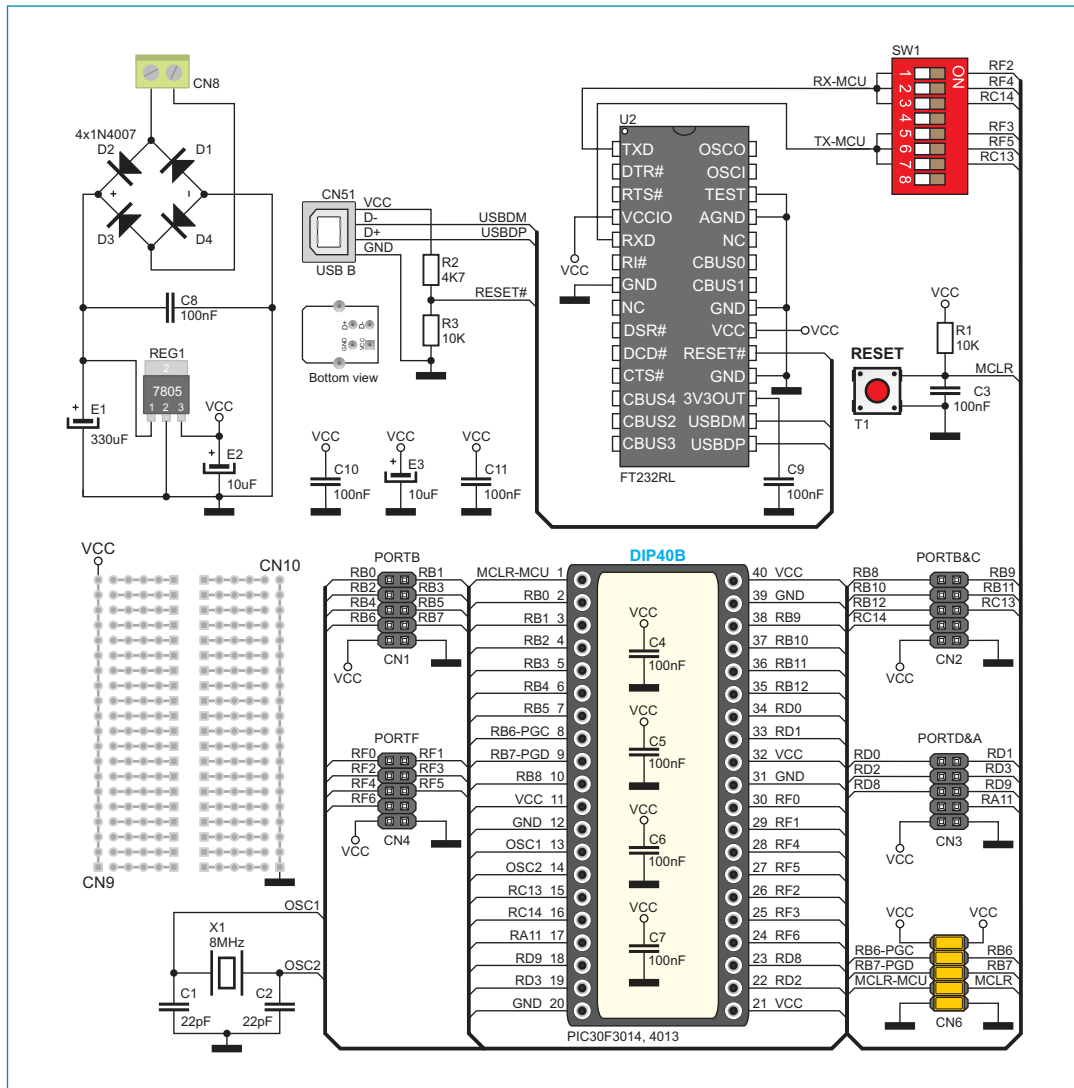 CN8
4x1N4007
D2
D1
+
-
D3
D4
C8
100nF
REG1
2
7805
1 2 3
VCC
+
E1
330uF
+
E2
10uF
CN51
VCC
D-
D+
GND
USB B
USBDM
USBDP
R2
4K7
RESET#
R3
10K
D+ D-
GND VCC
Bottom view
VCC
C10
100nF
VCC
+
E3
10uF
VCC
C11
100nF
U2
TXD
DTR#
RTS#
VCCIO
RXD
RI#
GND
NC
DSR#
DCD#
CTS#
CBUS4
CBUS2
CBUS3
OSCO
OSCI
TEST
AGND
NC
CBUS0
CBUS1
GND
VCC
RESET#
GND
3V3OUT
USBDM
USBDP
FT232RL
VCC
VCC
C9
100nF
SW1
ON
1
2
3
4
5
6
7
8
RX-MCU
TX-MCU
RF2
RF4
RC14
RF3
RF5
RC13
VCC
R1
10K
RESET
MCLR
C3
100nF
T1
VCC
CN10
CN9
OSC1
X1
8MHz
OSC2
C1
22pF
C2
22pF
PORTB
RB0 RB1
RB2 RB3
RB4 RB5
RB6 RB7
VCC
CN1
PORTF
RF0 RF1
RF2 RF3
RF4 RF5
RF6
VCC
CN4
DIP40B
MCLR-MCU 1
RB0 2
RB1 3
RB2 4
RB3 5
RB4 6
RB5 7
RB6-PGC 8
RB7-PGD 9
RB8 10
VCC 11
GND 12
OSC1 13
OSC2 14
RC13 15
RC14 16
RA11 17
RD9 18
RD3 19
GND 20
VCC
C4
100nF
VCC
C5
100nF
VCC
C6
100nF
VCC
C7
100nF
40 VCC
39 GND
38 RB9
37 RB10
36 RB11
35 RB12
34 RD0
33 RD1
32 VCC
31 GND
30 RF0
29 RF1
28 RF4
27 RF5
26 RF2
25 RF3
24 RF6
23 RD8
22 RD2
21 VCC
PIC30F3014, 4013
PORTB&C
RB8 RB9
RB10 RB11
RB12 RC13
RC14
VCC
CN2
PORTD&A
RD0 RD1
RD2 RD3
RD8 RD9
RA11
VCC
CN3
VCC VCC
RB6-PGC RB6
RB7-PGD RB7
MCLR-MCU MCLR
CN6